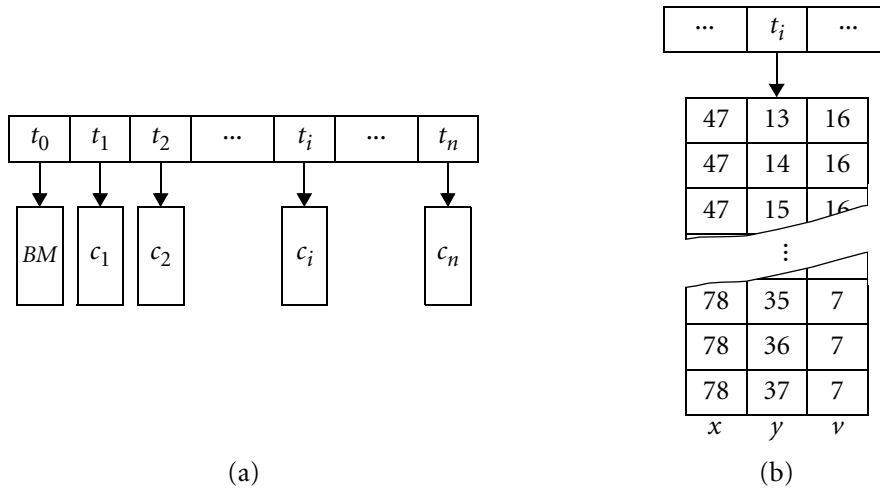 t₀ t₁ t₂ ... tᵢ ... tₙ
BM c₁ c₂ cᵢ cₙ
(a)
... tᵢ ...
47 13 16
47 14 16
47 15 16
⋮
78 35 7
78 36 7
78 37 7
x y v
(b)